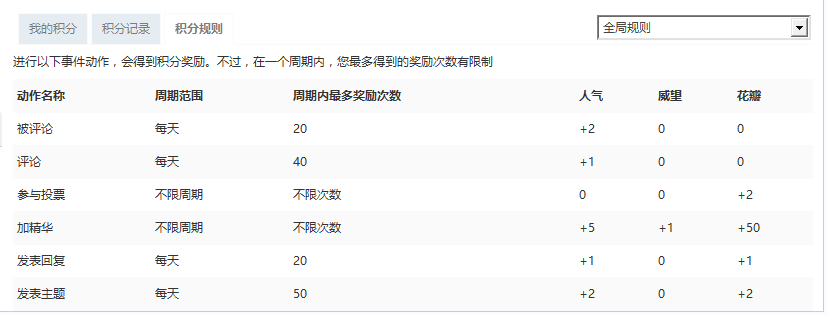 我的积分 积分记录 积分规则 全局规则
进行以下事件动作，会得到积分奖励。不过，在一个周期内，您最多得到的奖励次数有限制
动作名称 周期范围 周期内最多奖励次数 人气 威望 花瓣
被评论 每天 20 +2 0 0
评论 每天 40 +1 0 0
参与投票 不限周期 不限次数 0 0 +2
加精华 不限周期 不限次数 +5 +1 +50
发表回复 每天 20 +1 0 +1
发表主题 每天 50 +2 0 +2